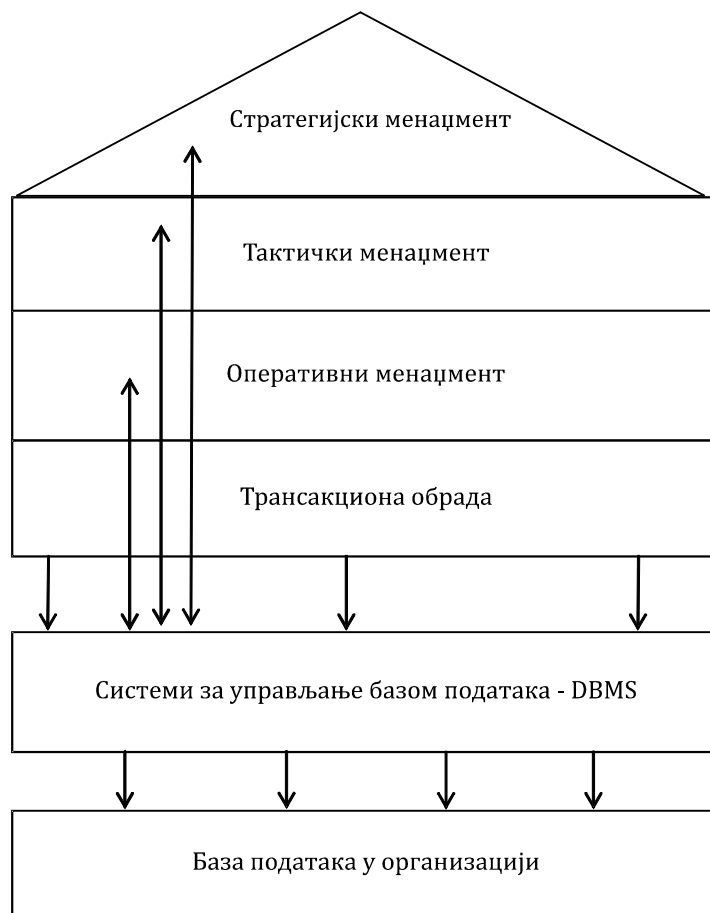 Стратегијски менаџмент
Тактички менаџмент
Оперативни менаџмент
Трансакциона обрада
Системи за управљање базом података - DBMS
База података у организацији